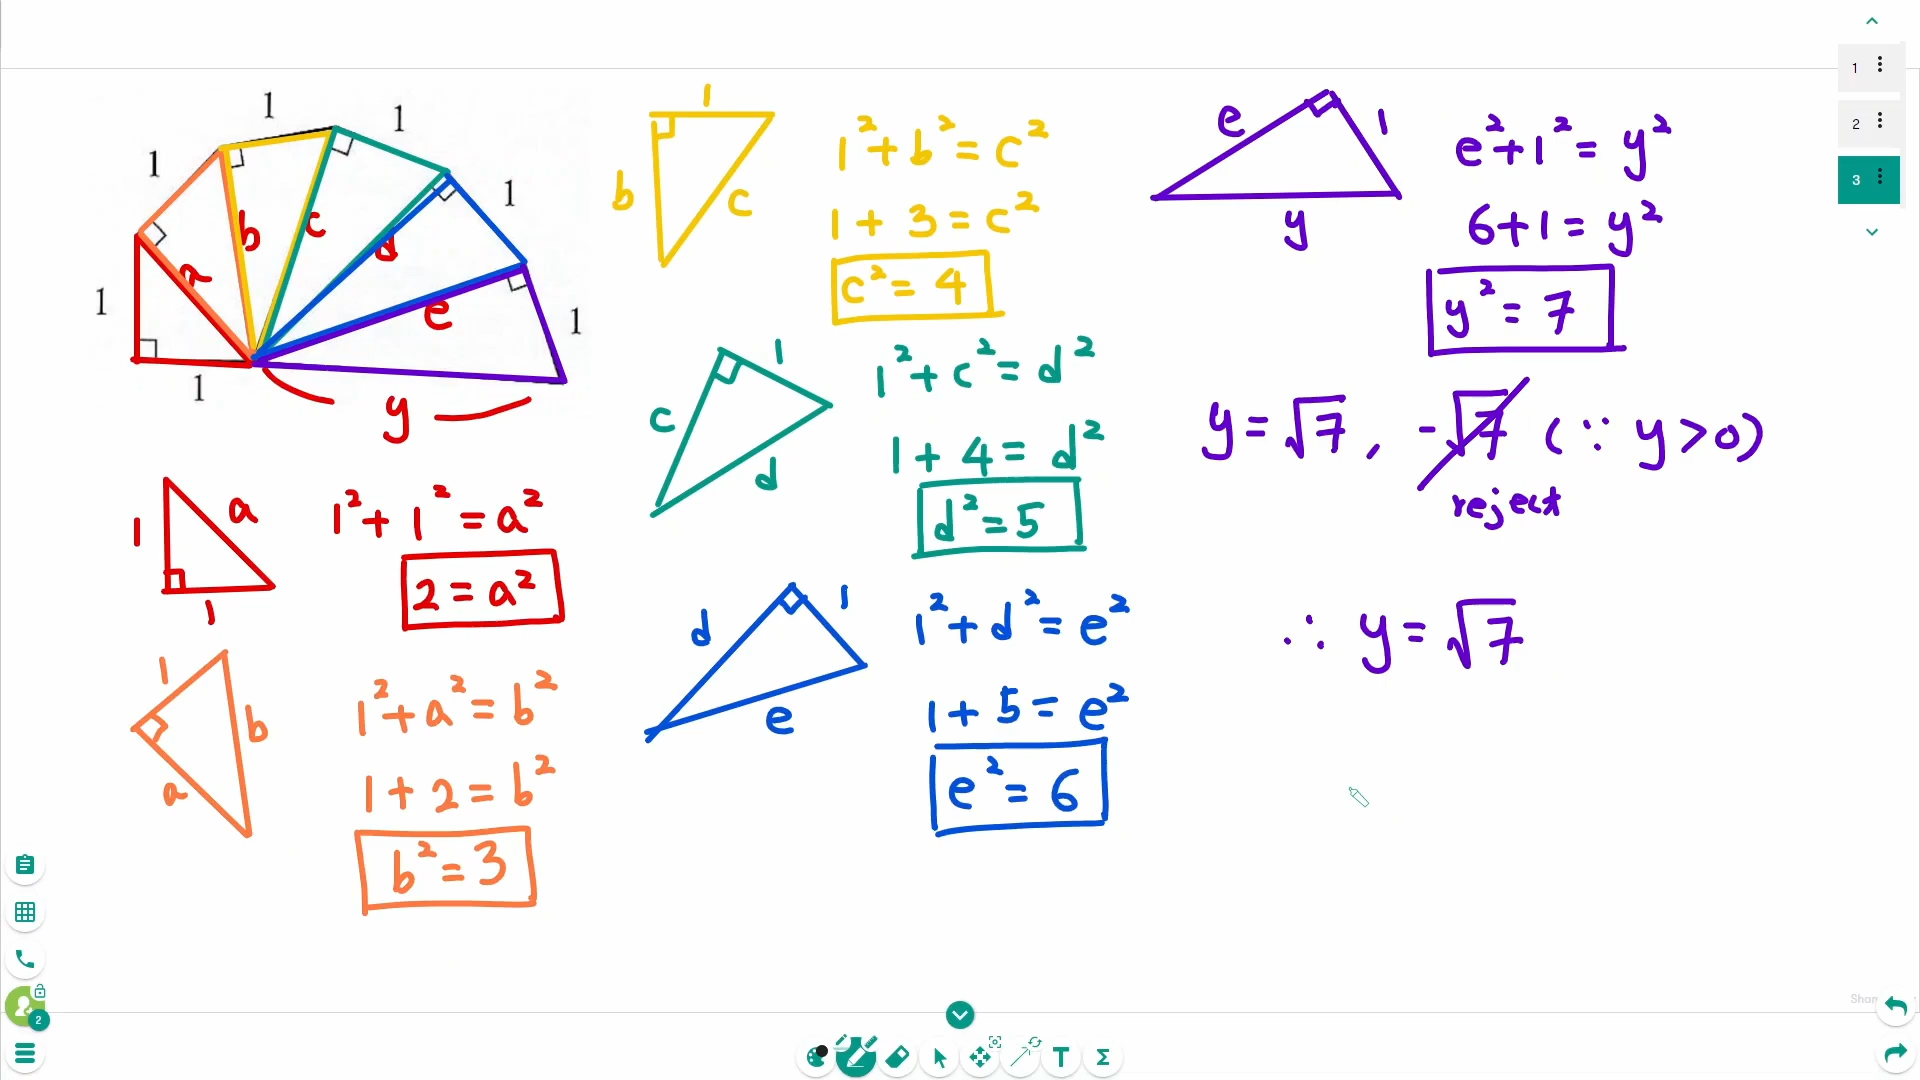 1
1
1
1
1
1
1
a
b
c
d
e
y
1
a
1
1² + 1² = a²
2 = a²
1
b
a
1² + a² = b²
1 + 2 = b²
b² = 3
1
b
c
1² + b² = c²
1 + 3 = c²
c² = 4
1
c
d
1² + c² = d²
1 + 4 = d²
d² = 5
d
1
e
1² + d² = e²
1 + 5 = e²
e² = 6
e
1
y
e² + 1² = y²
6 + 1 = y²
y² = 7
y = √7 , -√7 (∵ y > 0)
reject
∴ y = √7
1
2
3
2
T
Σ